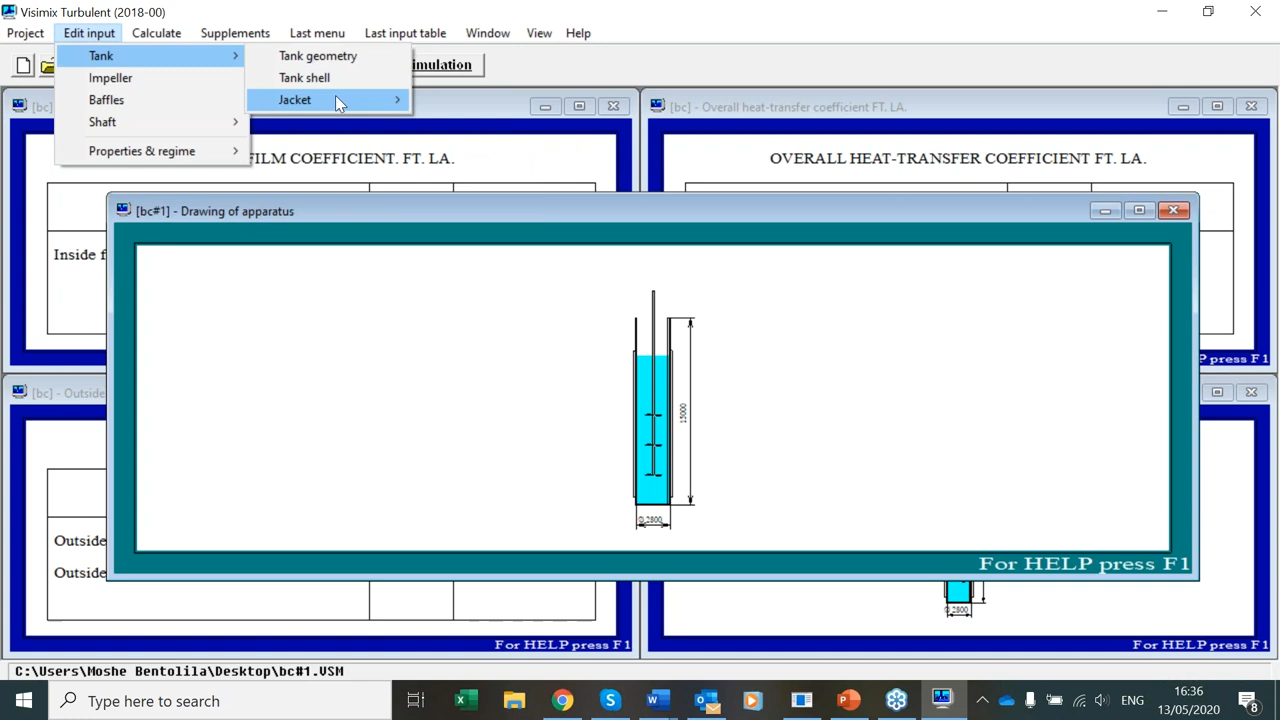 Visimix Turbulent (2018-00)
Project Edit input Calculate Supplements Last menu Last input table Window View Help
Tank
Impeller
Baffles
Shaft
Properties & regime
Tank geometry
Tank shell
Jacket
imulation
[bc]
[bc] - Overall heat-transfer coefficient FT. LA.
FILM COEFFICIENT. FT. LA.
OVERALL HEAT-TRANSFER COEFFICIENT FT. LA.
[bc#1] - Drawing of apparatus
Inside f
15000
2800
For HELP press F1
P press F1
[bc] - Outside
Outside
Outside
2800
For HELP press F1
For HELP press F1
C:\Users\Moshe Bentolila\Desktop\bc#1.VSM
Type here to search
ENG
16:36
13/05/2020
8